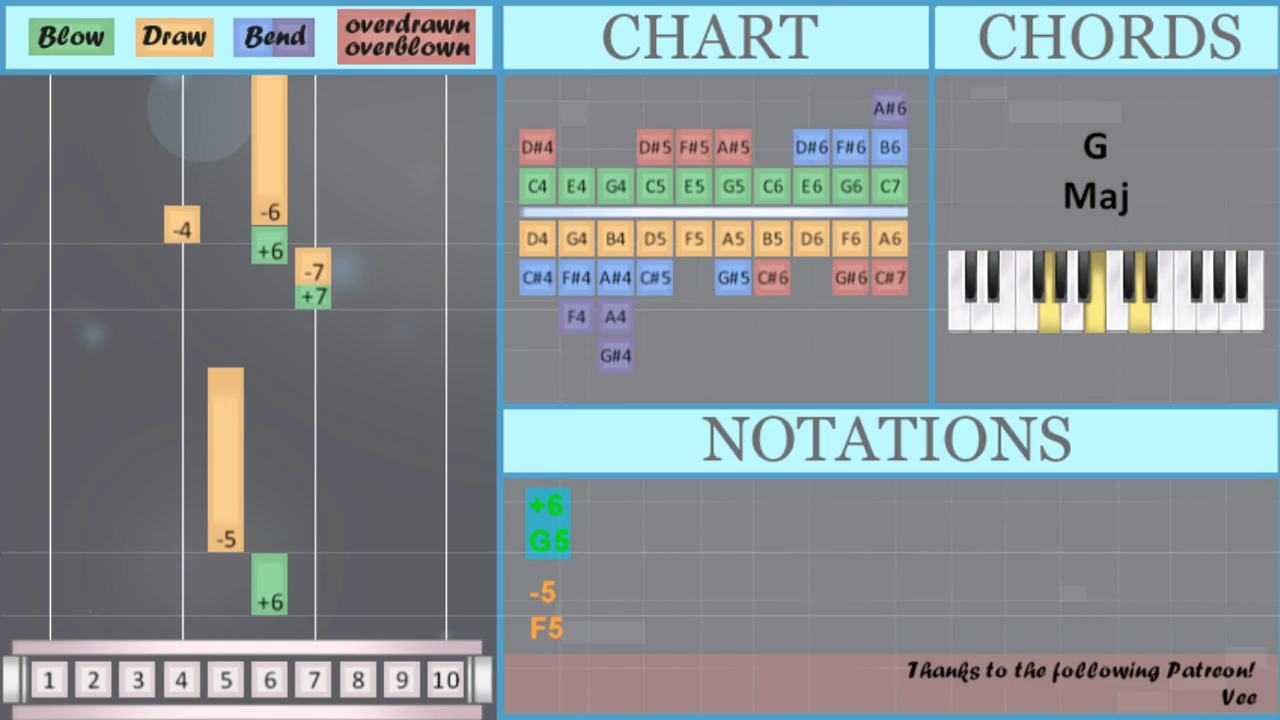 Blow Draw Bend overdrawn
overblown
CHART
CHORDS
-6
-4
+6
-7
+7
-5
+6
1 2 3 4 5 6 7 8 9 10
A#6
D#4 D#5 F#5 A#5 D#6 F#6 B6
C4 E4 G4 C5 E5 G5 C6 E6 G6 C7
D4 G4 B4 D5 F5 A5 B5 D6 F6 A6
C#4 F#4 A#4 C#5 G#5 C#6 G#6 C#7
F4 A4
G#4
G
Maj
NOTATIONS
+6
G5
-5
F5
Thanks to the following Patreon!
Vee